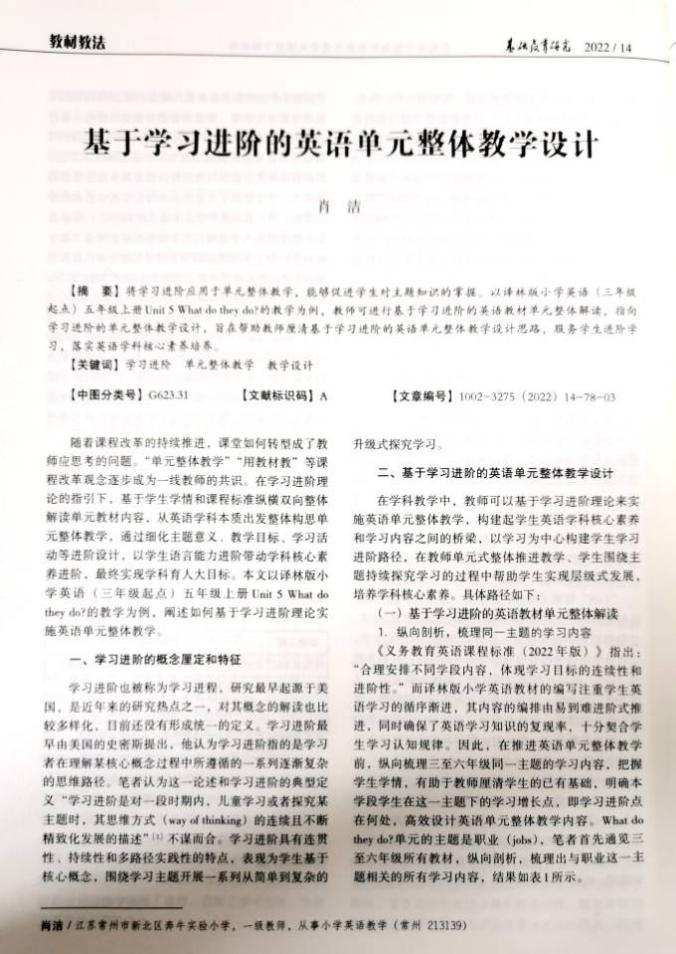 教材教法
基础教育研究 2022/14
基于学习进阶的英语单元整体教学设计
肖 洁
【摘 要】将学习进阶应用于单元整体教学，能够促进学生对主题知识的掌握。以译林版小学英语（三年级
起点）五年级上册Unit 5 What do they do?的教学为例，教师可进行基于学习进阶的英语教材单元整体解读，指向
学习进阶的单元整体教学设计，旨在帮助教师厘清基于学习进阶的英语单元整体教学设计思路，服务学生进阶学
习，落实英语学科核心素养培养。
【关键词】学习进阶 单元整体教学 教学设计
【中图分类号】G623.31 【文献标识码】A 【文章编号】1002-3275（2022）14-78-03
随着课程改革的持续推进，课堂如何转型成了教
师应思考的问题。“单元整体教学”“用教材教”等课
程改革观念逐步成为一线教师的共识。在学习进阶理
论的指引下，基于学生学情和课程标准纵横双向整体
解读单元教材内容，从英语学科本质出发整体构思单
元整体教学，通过细化主题意义、教学目标、学习活
动等进阶设计，以学生语言能力进阶带动学科核心素
养进阶，最终实现学科育人大目标。本文以译林版小
学英语（三年级起点）五年级上册 Unit 5 What do
they do?的教学为例，阐述如何基于学习进阶理论实
施英语单元整体教学。
一、学习进阶的概念厘定和特征
学习进阶也被称为学习进程，研究最早起源于美
国，是近年来的研究热点之一，对其概念的解读也比
较多样化，目前还没有形成统一的定义。学习进阶最
早由美国的史密斯提出，他认为学习进阶指的是学习
者在理解某核心概念过程中所遵循的一系列逐渐复杂
的思维路径。笔者认为这一论述和学习进阶的典型定
义“学习进阶是对一段时期内，儿童学习或者探究某
主题时，其思维方式（way of thinking）的连续且不断
精致化发展的描述”[1]不谋而合。学习进阶具有连贯
性、持续性和多路径实践性的特点，表现为学生基于
核心概念，围绕学习主题开展一系列从简单到复杂的
升级式探究学习。
二、基于学习进阶的英语单元整体教学设计
在学科教学中，教师可以基于学习进阶理论来实
施英语单元整体教学，构建起学生英语学科核心素养
和学习内容之间的桥梁，以学习为中心构建学生学习
进阶路径，在教师单元式整体推进教学、学生围绕主
题持续探究学习的过程中帮助学生实现层级式发展，
培养学科核心素养。具体路径如下：
（一）基于学习进阶的英语教材单元整体解读
1. 纵向剖析，梳理同一主题的学习内容
《义务教育英语课程标准（2022年版）》指出：
“合理安排不同学段内容，体现学习目标的连续性和
进阶性。”而译林版小学英语教材的编写注重学生英
语学习的循序渐进，其内容的编排由易到难进阶式推
进，同时确保了英语学习知识的复现率，十分契合学
生学习认知规律。因此，在推进英语单元整体教学
前，纵向梳理三至六年级同一主题的学习内容，把握
学生学情，有助于教师厘清学生的已有基础，明确本
学段学生在这一主题下的学习增长点，即学习进阶点
在何处，高效设计英语单元整体教学内容。What do
they do?单元的主题是职业（jobs），笔者首先通览三
至六年级所有教材，纵向剖析，梳理出与职业这一主
题相关的所有学习内容，结果如表1所示。
肖洁/江苏常州市新北区奔牛实验小学，一级教师，从事小学英语教学（常州 213139）